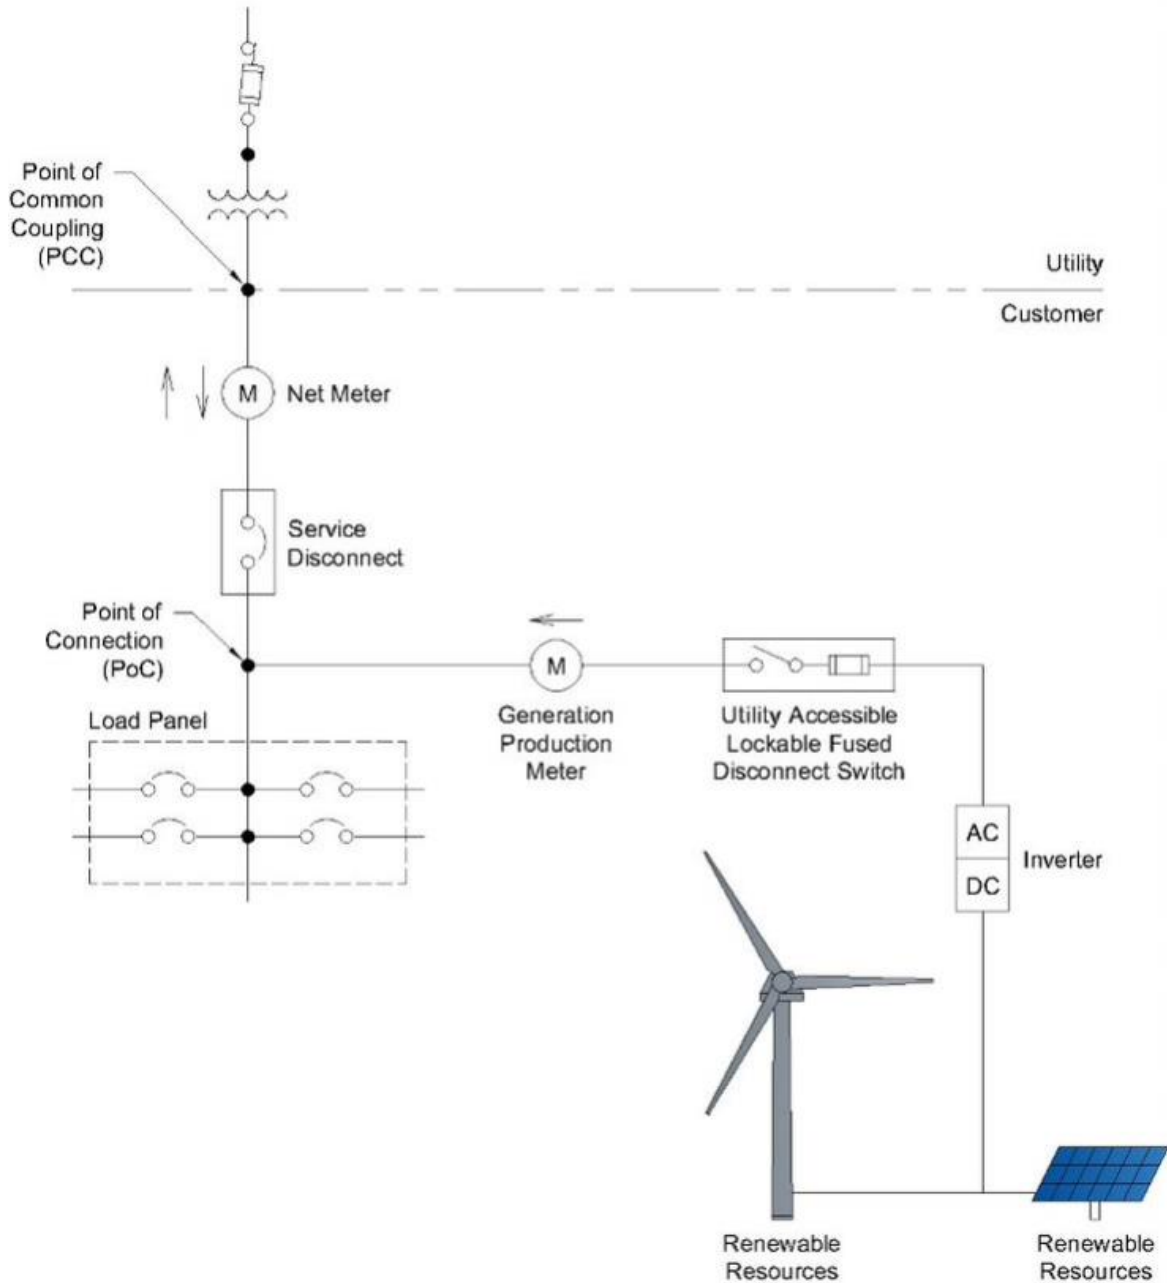 Point of
Common
Coupling
(PCC)
Utility
Customer
M
Net Meter
Service
Disconnect
Point of
Connection
(PoC)
M
Generation
Production
Meter
Utility Accessible
Lockable Fused
Disconnect Switch
Load Panel
AC
DC
Inverter
Renewable
Resources
Renewable
Resources